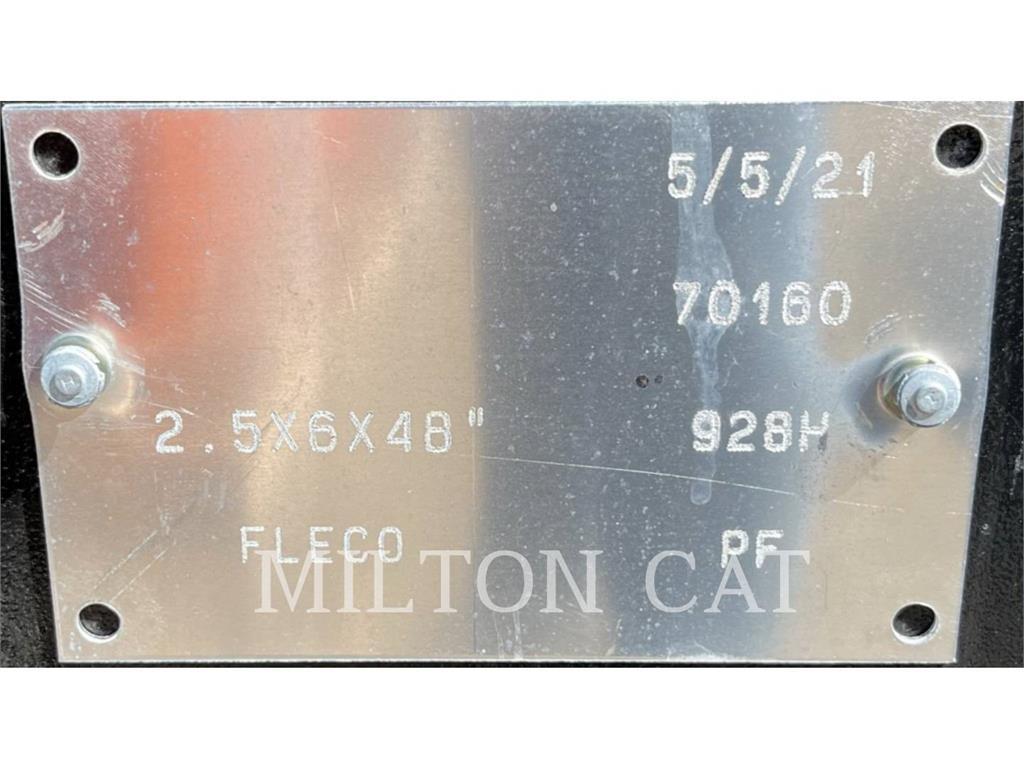 5/5/21
70160
2.5X6X48" 928H
FLECO PF
MILTON CAT